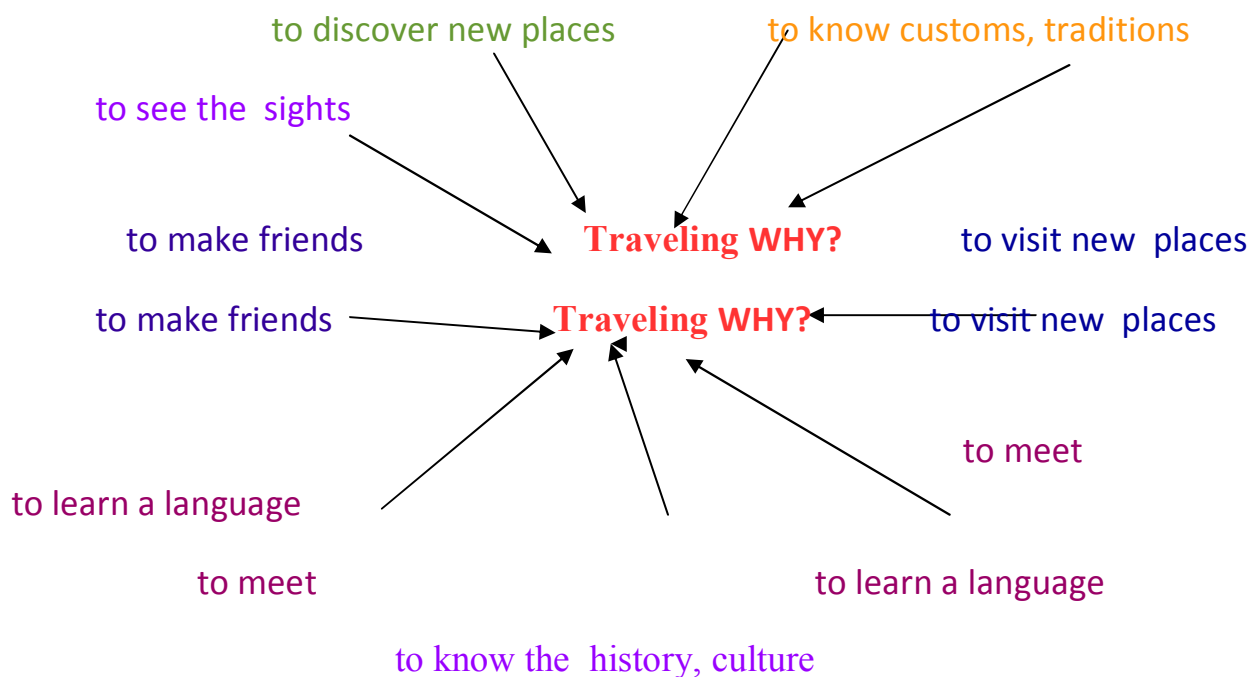 to discover new places to know customs, traditions
to see the sights
to make friends Traveling WHY? to visit new places
to make friends Traveling WHY? to visit new places
to meet
to learn a language
to meet to learn a language
to know the history, culture